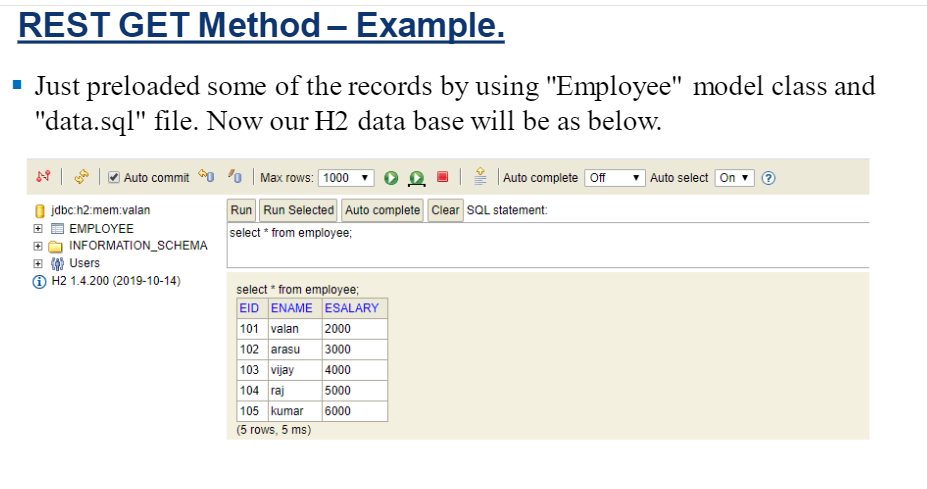 REST GET Method – Example.
Just preloaded some of the records by using "Employee" model class and
"data.sql" file. Now our H2 data base will be as below.
Auto commit Max rows: 1000 Auto complete Off Auto select On ?
jdbc:h2:mem:valan
EMPLOYEE
INFORMATION_SCHEMA
Users
H2 1.4.200 (2019-10-14)
Run Run Selected Auto complete Clear SQL statement:
select * from employee;
select * from employee;
EID ENAME ESALARY
101 valan 2000
102 arasu 3000
103 vijay 4000
104 raj 5000
105 kumar 6000
(5 rows, 5 ms)